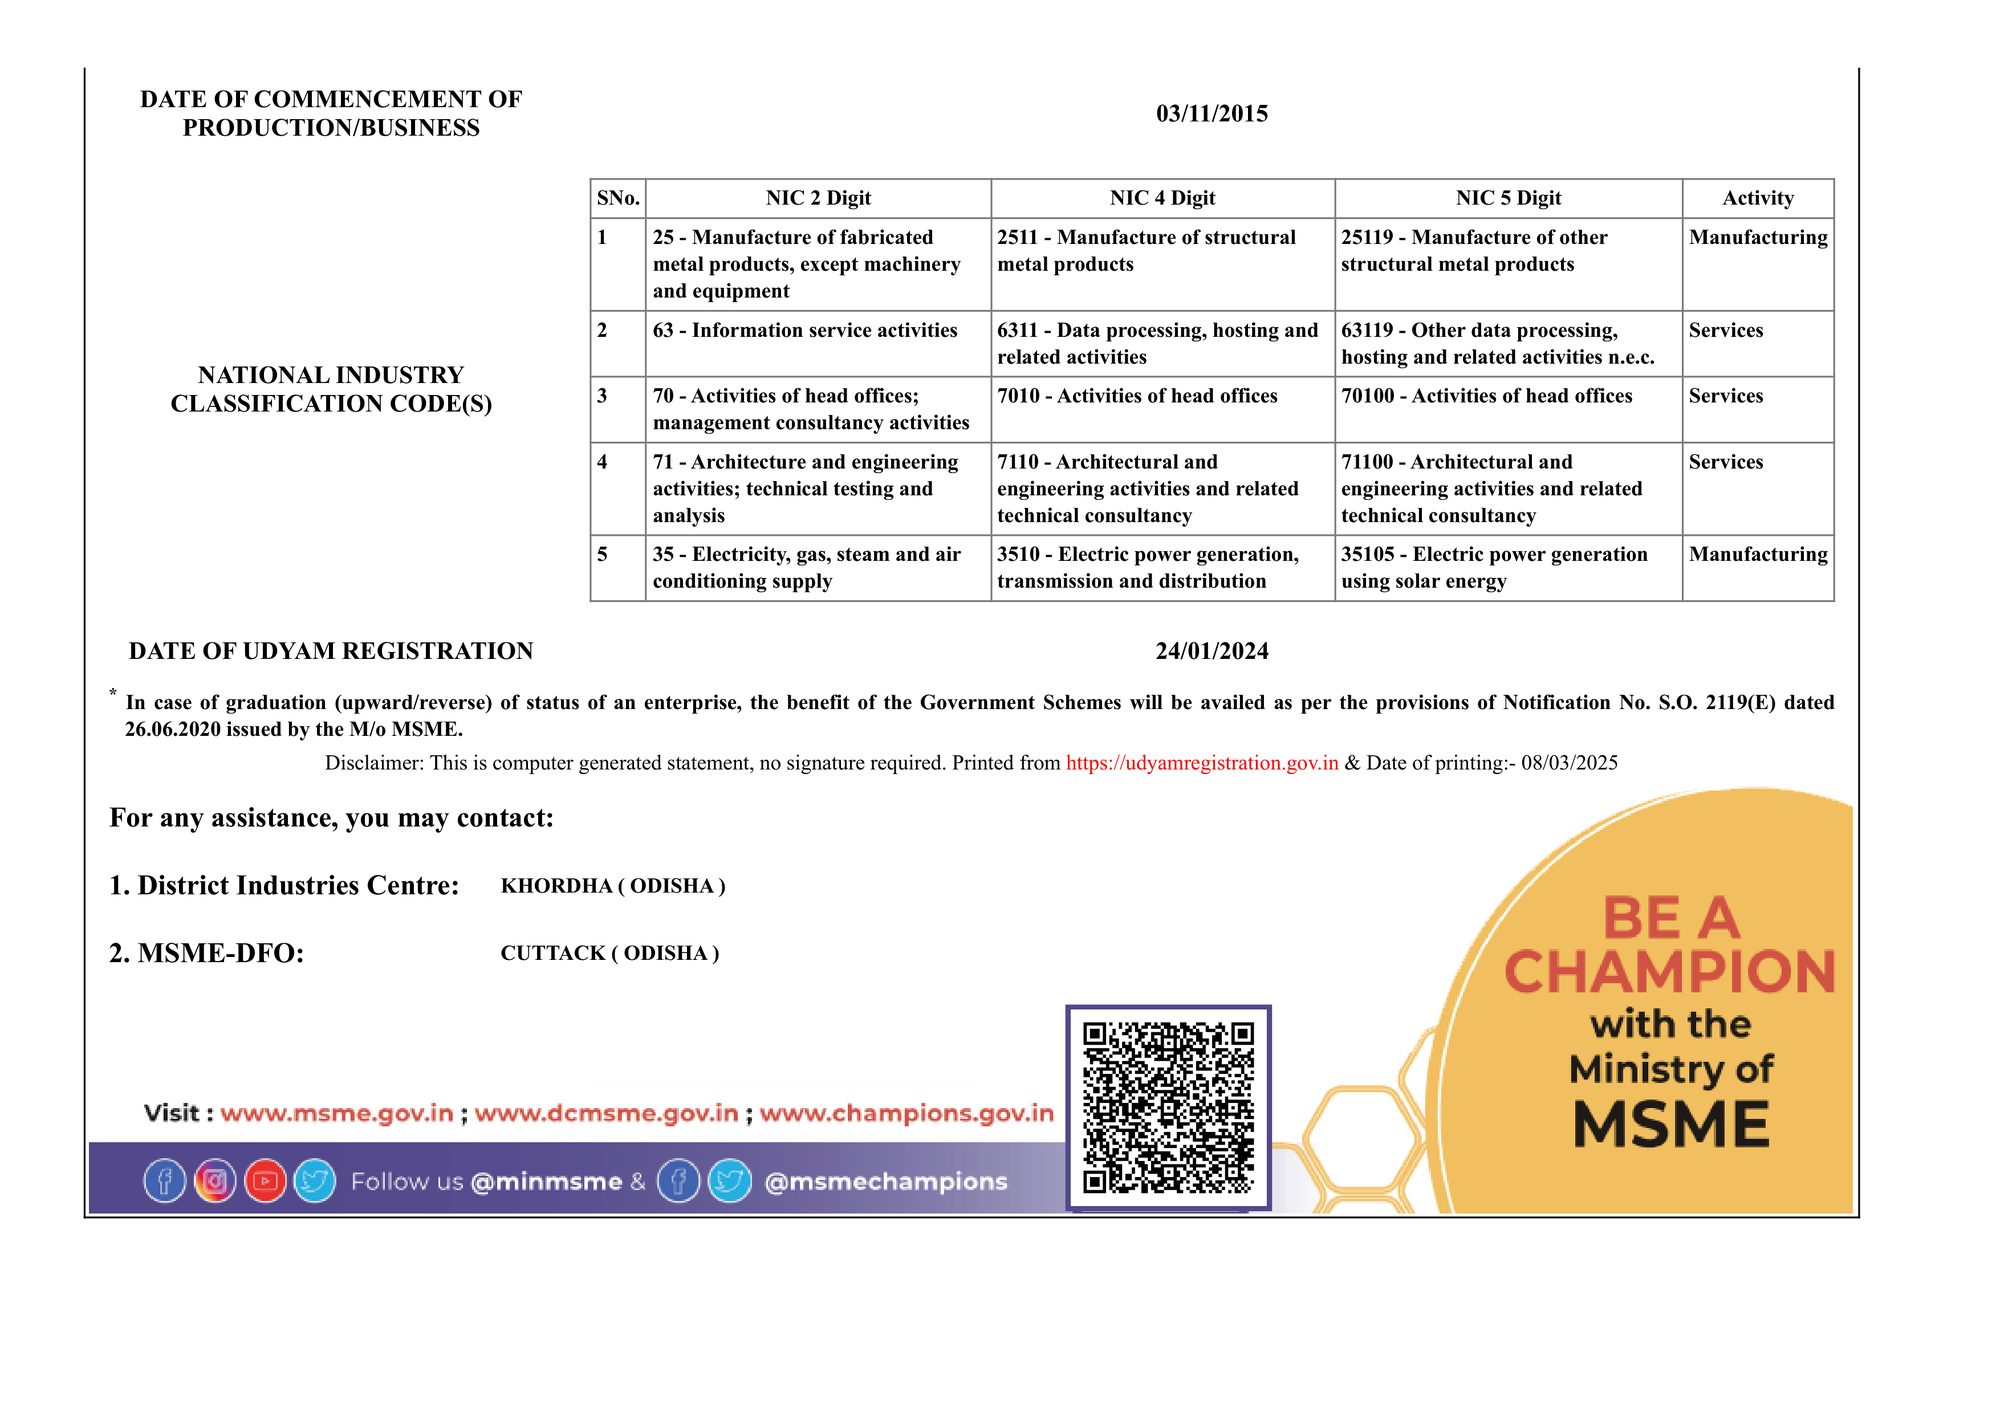 DATE OF COMMENCEMENT OF
PRODUCTION/BUSINESS
03/11/2015
NATIONAL INDUSTRY
CLASSIFICATION CODE(S)
SNo. NIC 2 Digit NIC 4 Digit NIC 5 Digit Activity
1 25 - Manufacture of fabricated 2511 - Manufacture of structural 25119 - Manufacture of other Manufacturing
metal products, except machinery metal products structural metal products
and equipment
2 63 - Information service activities 6311 - Data processing, hosting and 63119 - Other data processing, Services
related activities hosting and related activities n.e.c.
3 70 - Activities of head offices; 7010 - Activities of head offices 70100 - Activities of head offices Services
management consultancy activities
4 71 - Architecture and engineering 7110 - Architectural and 71100 - Architectural and Services
activities; technical testing and engineering activities and related engineering activities and related
analysis technical consultancy technical consultancy
5 35 - Electricity, gas, steam and air 3510 - Electric power generation, 35105 - Electric power generation Manufacturing
conditioning supply transmission and distribution using solar energy
DATE OF UDYAM REGISTRATION 24/01/2024
* In case of graduation (upward/reverse) of status of an enterprise, the benefit of the Government Schemes will be availed as per the provisions of Notification No. S.O. 2119(E) dated
26.06.2020 issued by the M/o MSME.
Disclaimer: This is computer generated statement, no signature required. Printed from https://udyamregistration.gov.in & Date of printing:- 08/03/2025
For any assistance, you may contact:
1. District Industries Centre: KHORDHA ( ODISHA )
2. MSME-DFO: CUTTACK ( ODISHA )
BE A
CHAMPION
with the
Ministry of
MSME
Visit : www.msme.gov.in ; www.dcmsme.gov.in ; www.champions.gov.in
Follow us @minmsme & @msmechampions